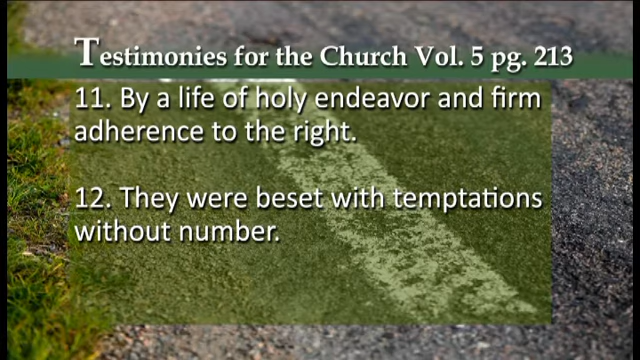 Testimonies for the Church Vol. 5 pg. 213
11. By a life of holy endeavor and firm
adherence to the right.
12. They were beset with temptations
without number.